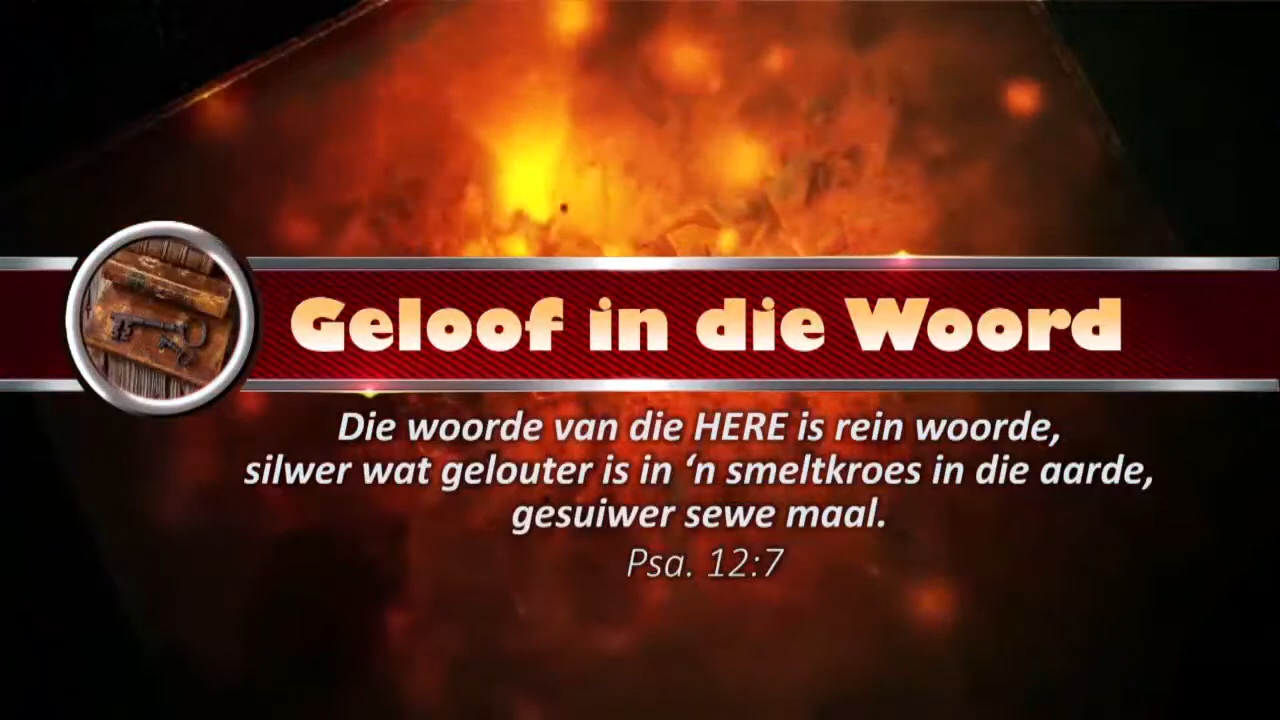 Geloof in die Woord
Die woorde van die HERE is rein woorde,
silwer wat gelouter is in ‘n smeltkroes in die aarde,
gesuiwer sewe maal.
Psa. 12:7